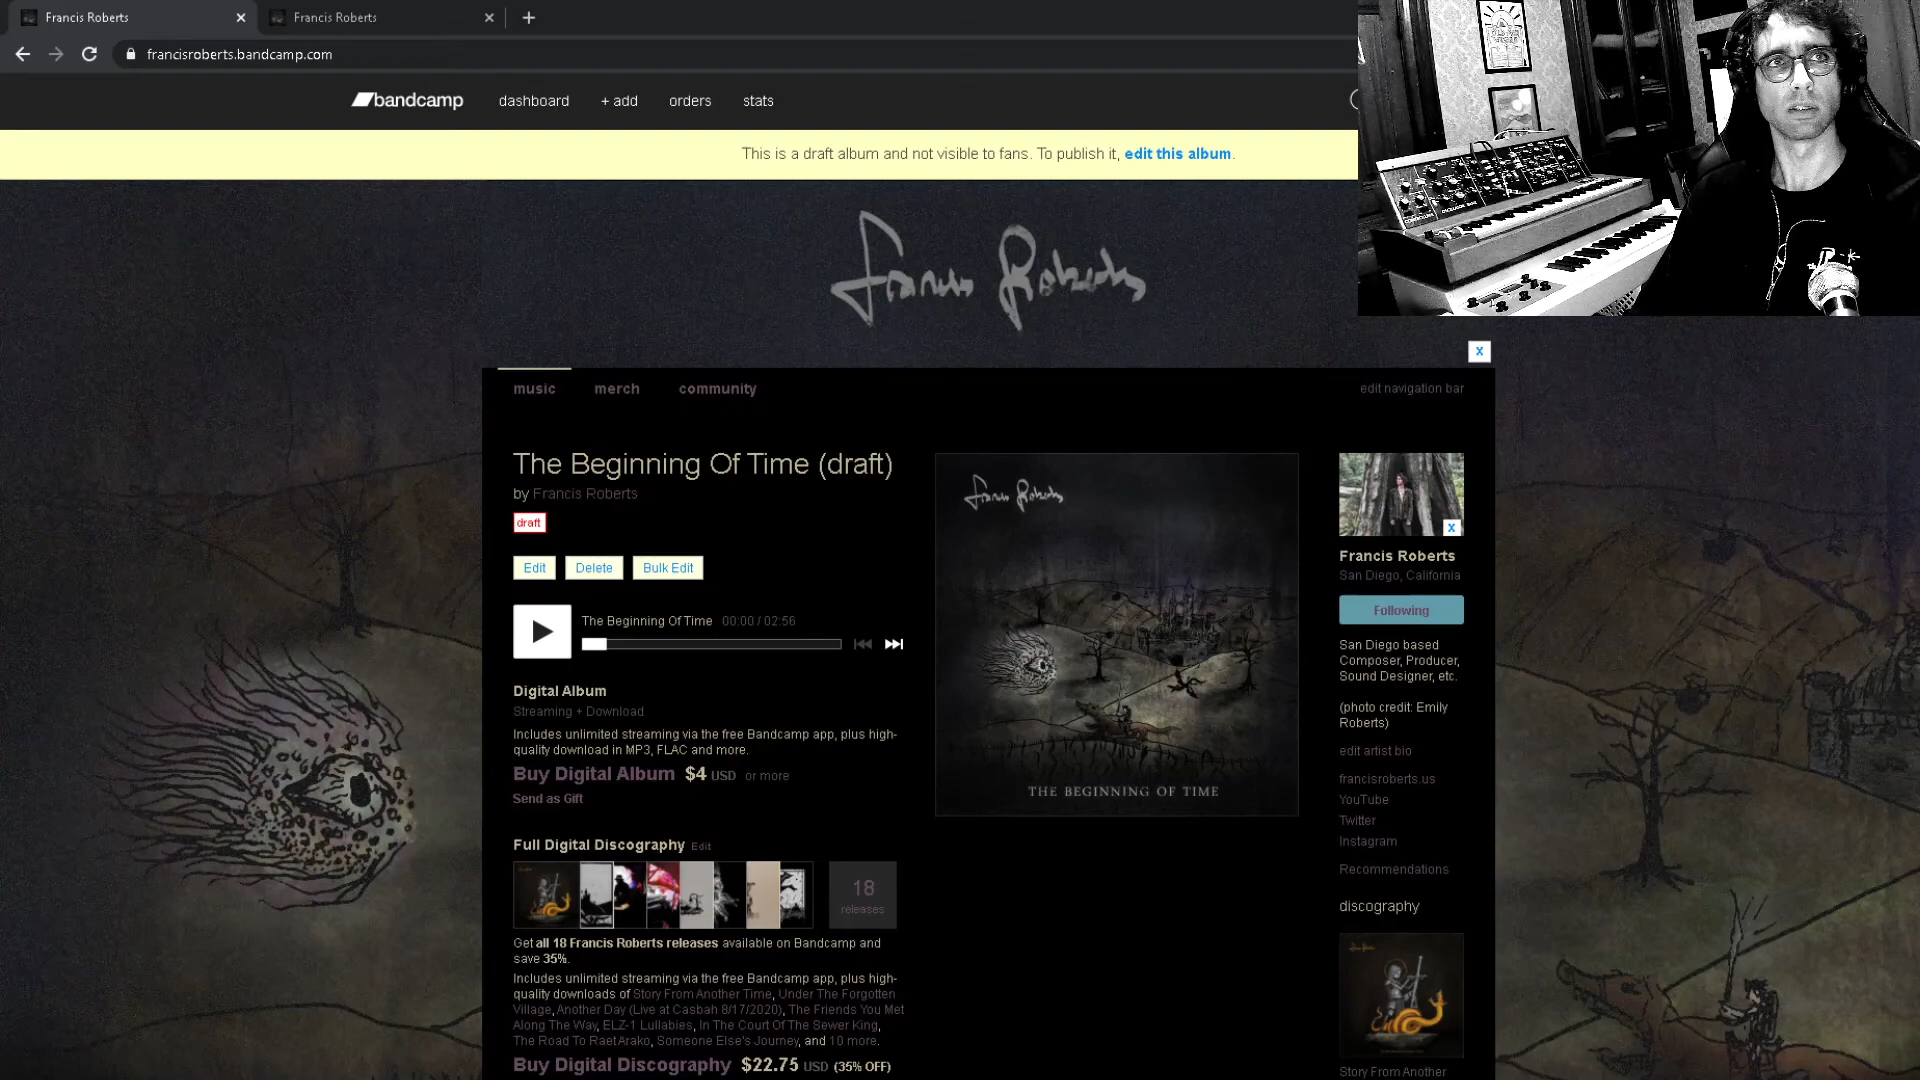 Francis Roberts
Francis Roberts
francisroberts.bandcamp.com
bandcamp
dashboard
+ add
orders
stats
This is a draft album and not visible to fans. To publish it, edit this album.
Francis Roberts
x
music
merch
community
edit navigation bar
The Beginning Of Time (draft)
by Francis Roberts
draft
Edit
Delete
Bulk Edit
The Beginning Of Time 00:00 / 02:56
Digital Album
Streaming + Download
Includes unlimited streaming via the free Bandcamp app, plus high-
quality download in MP3, FLAC and more.
Buy Digital Album $4 USD or more
Send as Gift
Full Digital Discography Edit
18
releases
Get all 18 Francis Roberts releases available on Bandcamp and
save 35%.
Includes unlimited streaming via the free Bandcamp app, plus high-
quality downloads of Story From Another Time, Under The Forgotten
Village, Another Day (Live at Casbah 8/17/2020), The Friends You Met
Along The Way, ELZ-1 Lullabies, In The Court Of The Sewer King,
The Road To RaetArako, Someone Else's Journey, and 10 more.
Buy Digital Discography $22.75 USD (35% OFF)
Francis Roberts
THE BEGINNING OF TIME
x
Francis Roberts
San Diego, California
Following
San Diego based
Composer, Producer,
Sound Designer, etc.
(photo credit: Emily
Roberts)
edit artist bio
francisroberts.us
YouTube
Twitter
Instagram
Recommendations
discography
Story From Another